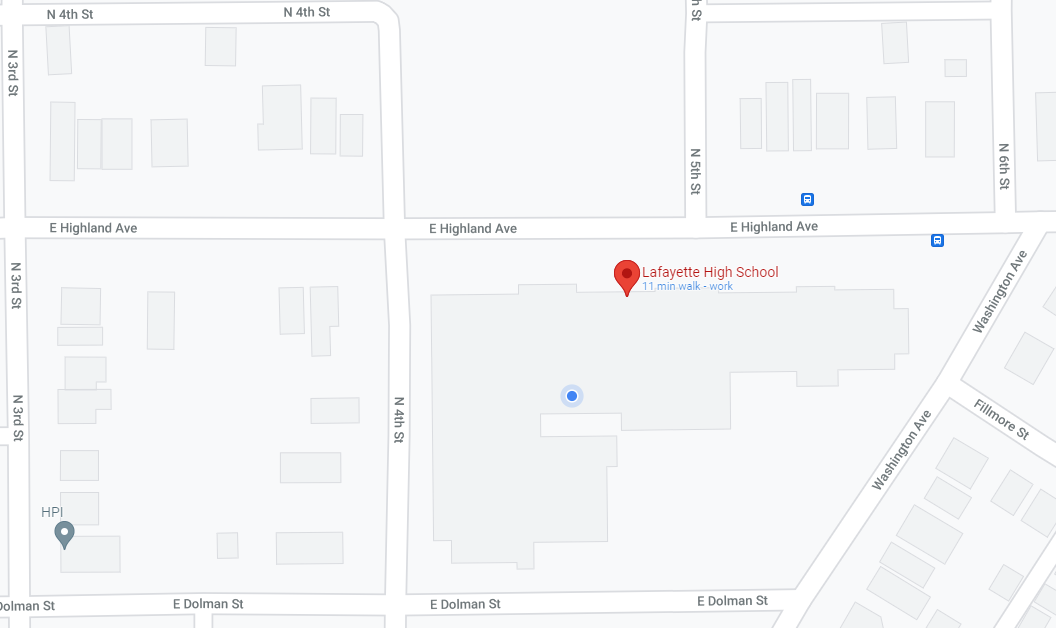 N 4th St
N 4th St
h St
N 3rd St
N 5th St
N 6th St
E Highland Ave
E Highland Ave
E Highland Ave
N 3rd St
Lafayette High School
11 min walk - work
Washington Ave
N 3rd St
N 4th St
Fillmore St
Washington Ave
HPI
Dolman St
E Dolman St
E Dolman St
E Dolman St